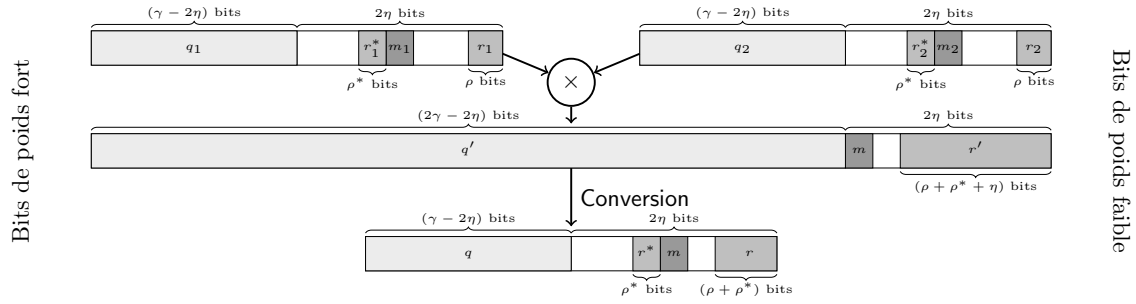 (γ − 2η) bits 2η bits (γ − 2η) bits 2η bits
q₁ r₁* m₁ r₁ q₂ r₂* m₂ r₂
ρ* bits ρ bits × ρ* bits ρ bits
(2γ − 2η) bits 2η bits
q′ m r′
(ρ + ρ* + η) bits
Conversion
(γ − 2η) bits 2η bits
q r* m r
ρ* bits (ρ + ρ*) bits
Bits de poids fort
Bits de poids faible